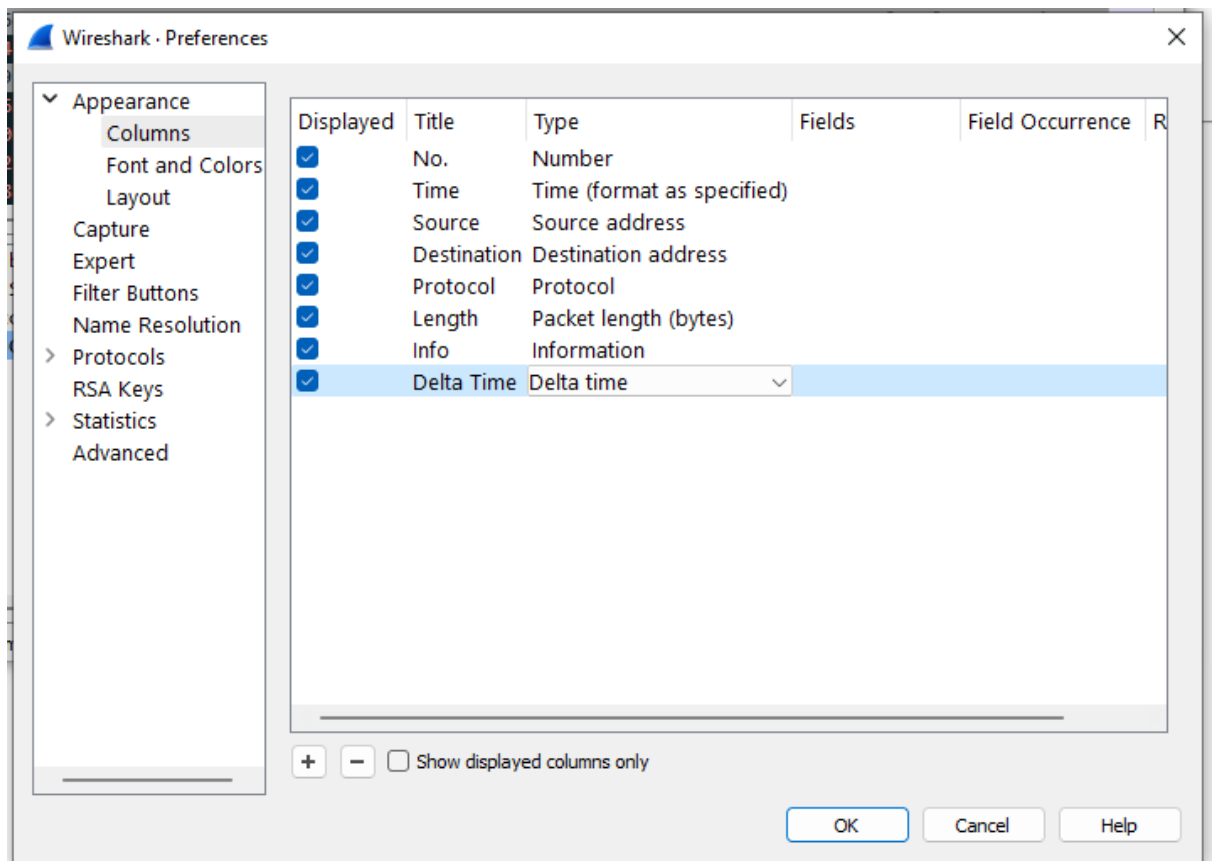 Wireshark · Preferences
Appearance
Columns
Font and Colors
Layout
Capture
Expert
Filter Buttons
Name Resolution
Protocols
RSA Keys
Statistics
Advanced
Displayed Title Type Fields Field Occurrence R
No. Number
Time Time (format as specified)
Source Source address
Destination Destination address
Protocol Protocol
Length Packet length (bytes)
Info Information
Delta Time Delta time
Show displayed columns only
OK Cancel Help